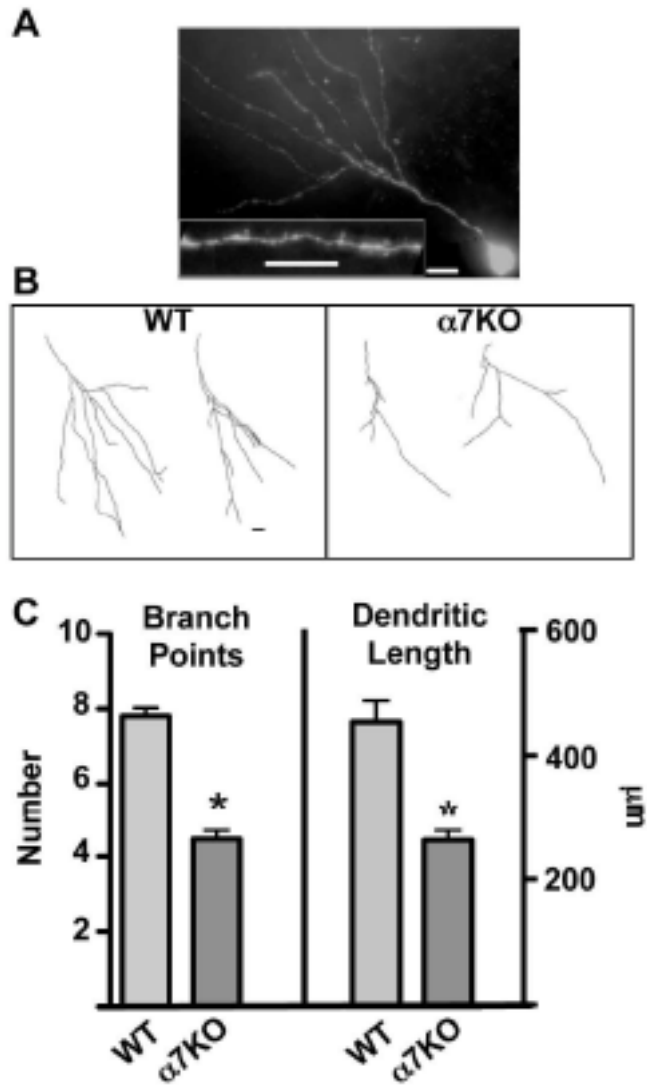 A
B
WT
α7KO
C
Branch
Points
Dendritic
Length
10
8
6
4
2
Number
*
*
600
400
200
μm
WT
α7KO
WT
α7KO